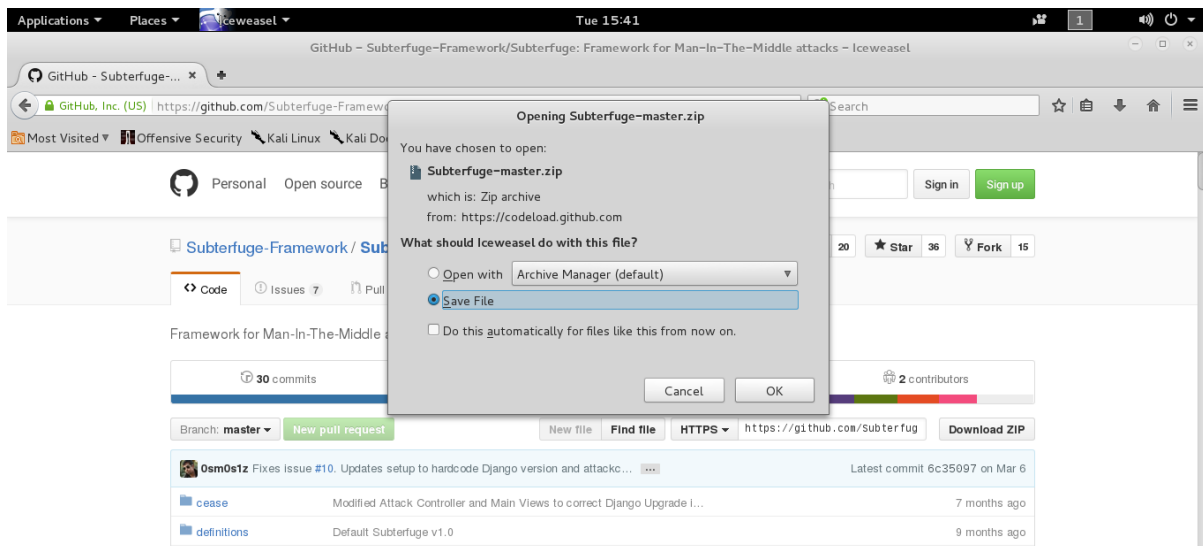 Applications Places Iceweasel Tue 15:41 1
GitHub - Subterfuge-Framework/Subterfuge: Framework for Man-In-The-Middle attacks - Iceweasel
GitHub - Subterfuge-...
GitHub, Inc. (US) https://github.com/Subterfuge-Framewo Search
Most Visited Offensive Security Kali Linux Kali Do
Opening Subterfuge-master.zip
You have chosen to open:
Subterfuge-master.zip
which is: Zip archive
from: https://codeload.github.com
What should Iceweasel do with this file?
Open with Archive Manager (default)
Save File
Do this automatically for files like this from now on.
Cancel OK
Personal Open source B Sign in Sign up
Subterfuge-Framework / Sub 20 Star 36 Fork 15
Code Issues 7 Pull
Framework for Man-In-The-Middle a
30 commits 2 contributors
Branch: master New pull request New file Find file HTTPS https://github.com/Subterfug Download ZIP
0sm0s1z Fixes issue #10. Updates setup to hardcode Django version and attackc... ... Latest commit 6c35097 on Mar 6
cease Modified Attack Controller and Main Views to correct Django Upgrade i... 7 months ago
definitions Default Subterfuge v1.0 9 months ago